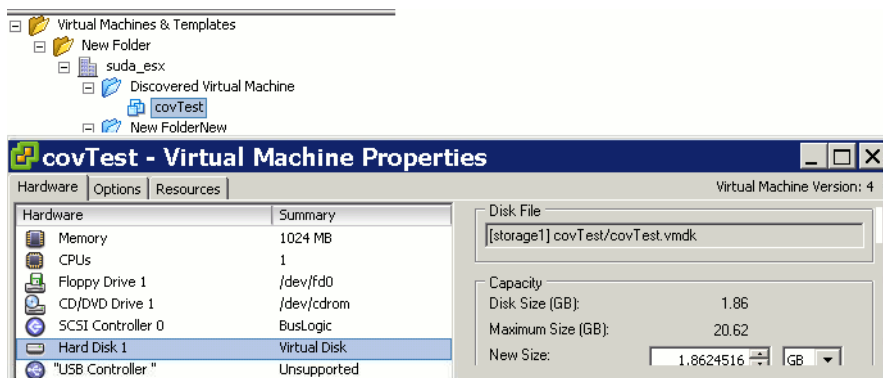 Virtual Machines & Templates
New Folder
suda_esx
Discovered Virtual Machine
covTest
New FolderNew
covTest - Virtual Machine Properties
Hardware Options Resources Virtual Machine Version: 4
Hardware Summary
Memory 1024 MB
CPUs 1
Floppy Drive 1 /dev/fd0
CD/DVD Drive 1 /dev/cdrom
SCSI Controller 0 BusLogic
Hard Disk 1 Virtual Disk
"USB Controller " Unsupported
Disk File
[storage1] covTest/covTest.vmdk
Capacity
Disk Size (GB): 1.86
Maximum Size (GB): 20.62
New Size: 1.8624516 GB